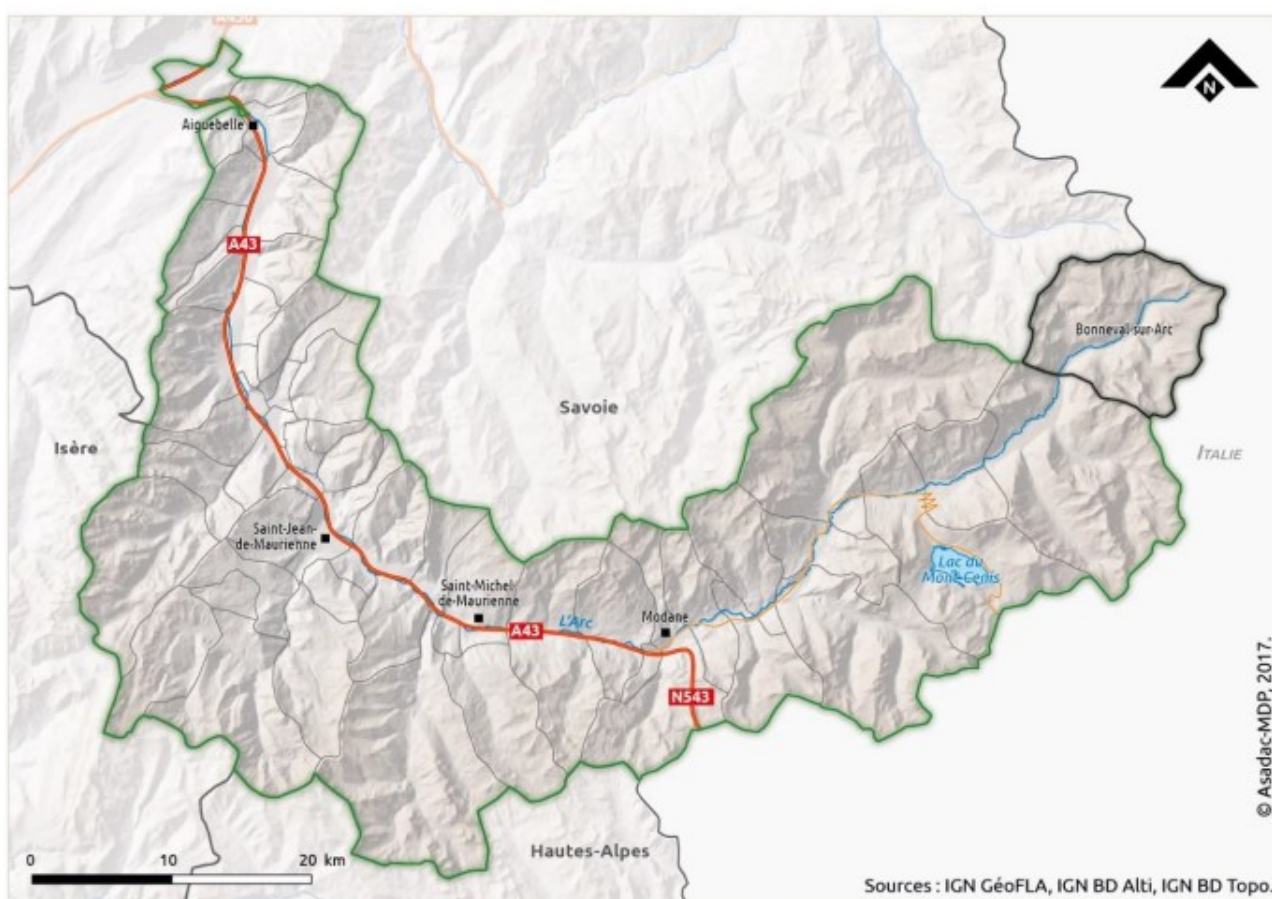 A430
N
Aiguebelle
A43
Bonneval-sur-Arc
Savoie
Isère
ITALIE
Saint-Jean-
de-Maurienne
Lac du
Mont-Cenis
Saint-Michel
de-Maurienne
L'Arc
Modane
A43
N543
© Asadac-MDP, 2017.
Hautes-Alpes
0 10 20 km
Sources : IGN GéoFLA, IGN BD Alti, IGN BD Topo.